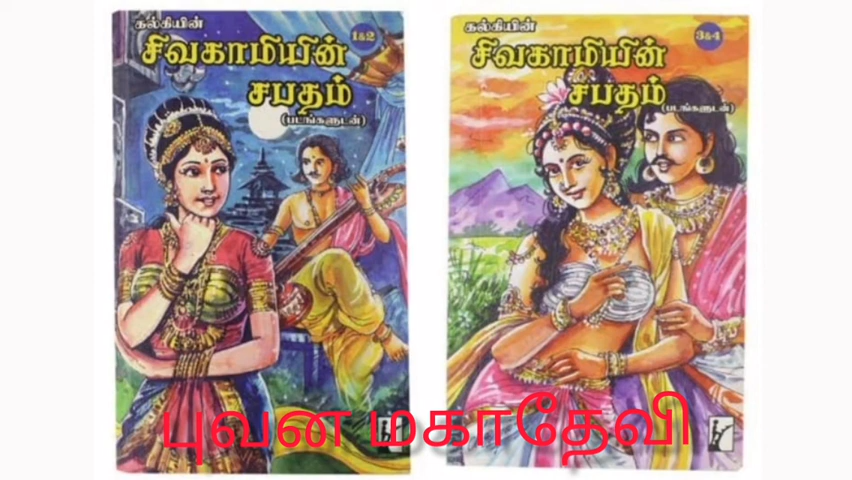 கல்கியின்
1&2
சிவகாமியின்
சபதம்
(படங்களுடன்)
கல்கியின்
3&4
சிவகாமியின்
சபதம்
(படங்களுடன்)
புவன மகாதேவி